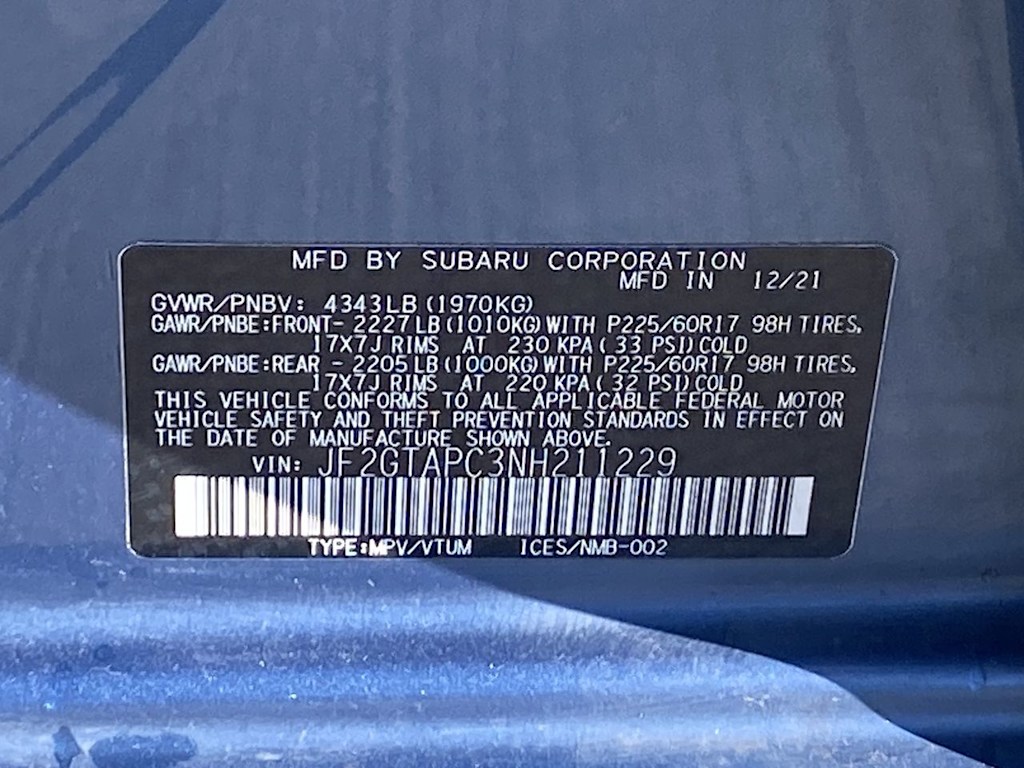 MFD BY SUBARU CORPORATION
MFD IN 12/21
GVWR/PNBV: 4343LB (1970KG)
GAWR/PNBE:FRONT- 2227LB(1010KG)WITH P225/60R17 98H TIRES,
17X7J RIMS AT 230 KPA( 33 PSI)COLD
GAWR/PNBE:REAR - 2205LB(1000KG)WITH P225/60R17 98H TIRES,
17X7J RIMS AT 220 KPA( 32 PSI)COLD
THIS VEHICLE CONFORMS TO ALL APPLICABLE FEDERAL MOTOR
VEHICLE SAFETY AND THEFT PREVENTION STANDARDS IN EFFECT ON
THE DATE OF MANUFACTURE SHOWN ABOVE.
VIN: JF2GTAPC3NH211229
TYPE:MPV/VTUM ICES/NMB-002